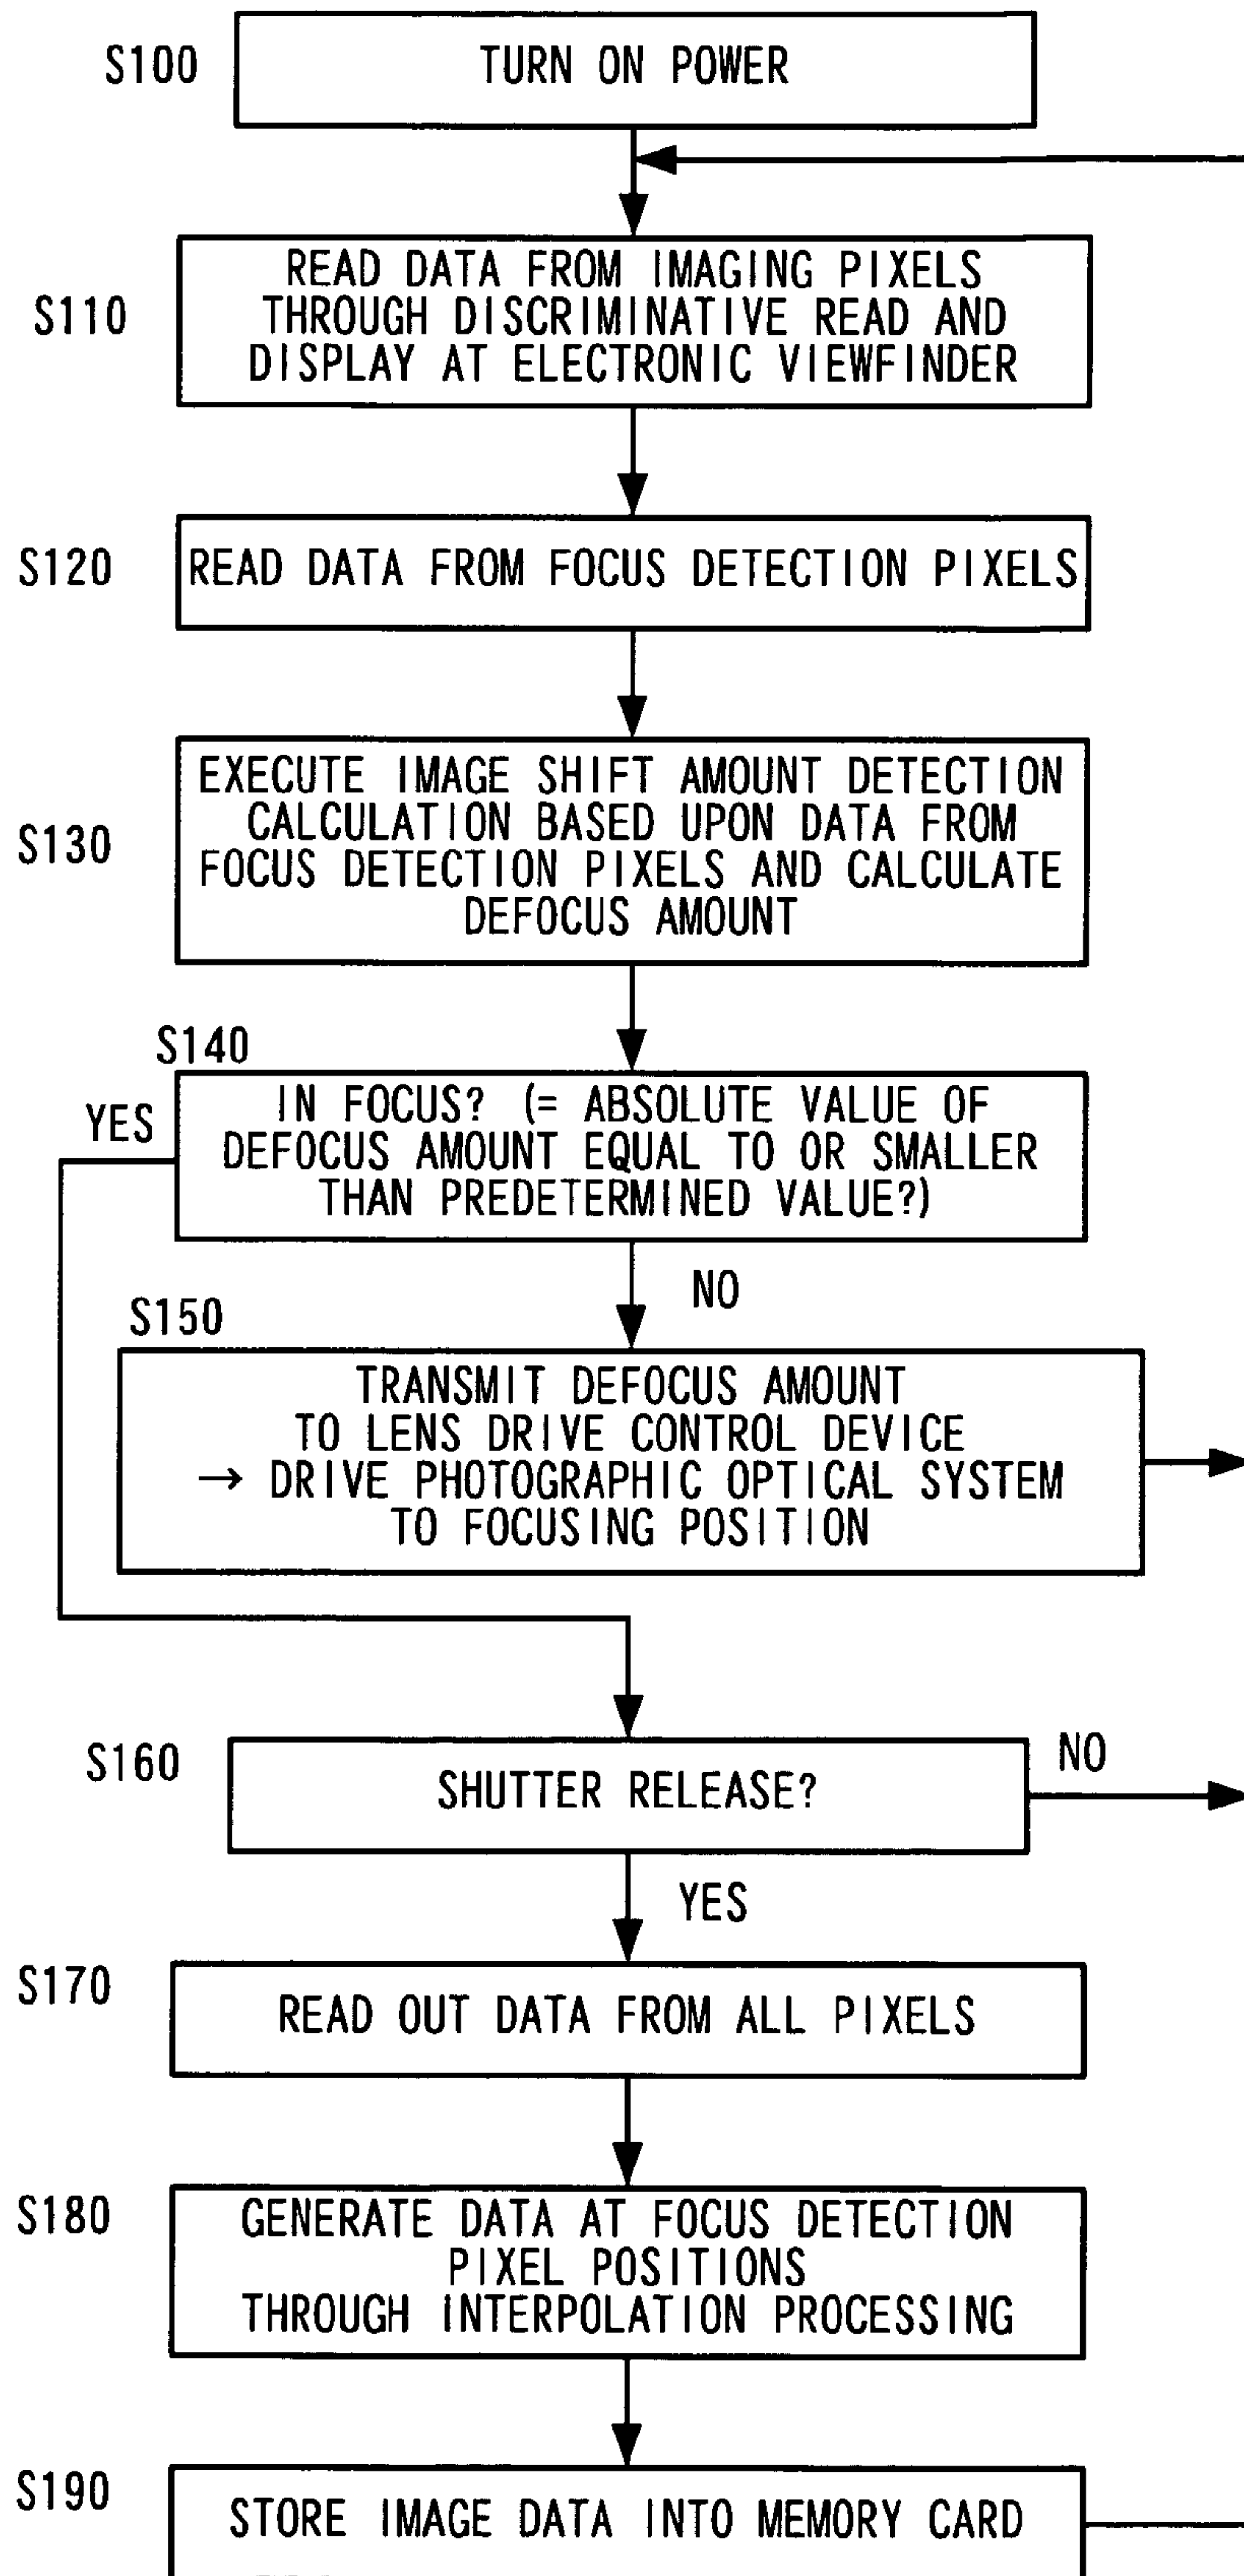 S100
TURN ON POWER
S110
READ DATA FROM IMAGING PIXELS
THROUGH DISCRIMINATIVE READ AND
DISPLAY AT ELECTRONIC VIEWFINDER
S120
READ DATA FROM FOCUS DETECTION PIXELS
S130
EXECUTE IMAGE SHIFT AMOUNT DETECTION
CALCULATION BASED UPON DATA FROM
FOCUS DETECTION PIXELS AND CALCULATE
DEFOCUS AMOUNT
S140
YES
IN FOCUS? (= ABSOLUTE VALUE OF
DEFOCUS AMOUNT EQUAL TO OR SMALLER
THAN PREDETERMINED VALUE?)
NO
S150
TRANSMIT DEFOCUS AMOUNT
TO LENS DRIVE CONTROL DEVICE
→ DRIVE PHOTOGRAPHIC OPTICAL SYSTEM
TO FOCUSING POSITION
S160
SHUTTER RELEASE?
NO
YES
S170
READ OUT DATA FROM ALL PIXELS
S180
GENERATE DATA AT FOCUS DETECTION
PIXEL POSITIONS
THROUGH INTERPOLATION PROCESSING
S190
STORE IMAGE DATA INTO MEMORY CARD